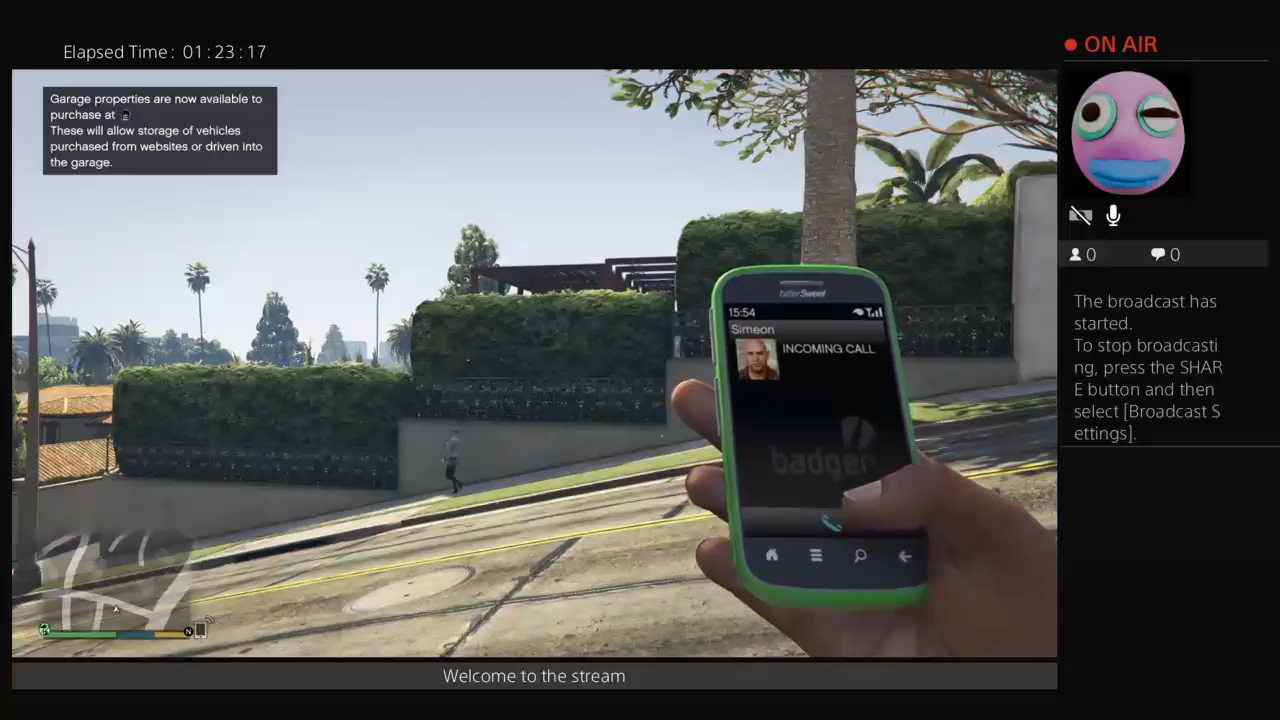 Elapsed Time: 01:23:17
ON AIR
Garage properties are now available to
purchase at
These will allow storage of vehicles
purchased from websites or driven into
the garage.
0 0
bitterSweet
15:54
Simeon
INCOMING CALL
badger
The broadcast has
started.
To stop broadcasti
ng, press the SHAR
E button and then
select [Broadcast S
ettings].
N
Welcome to the stream